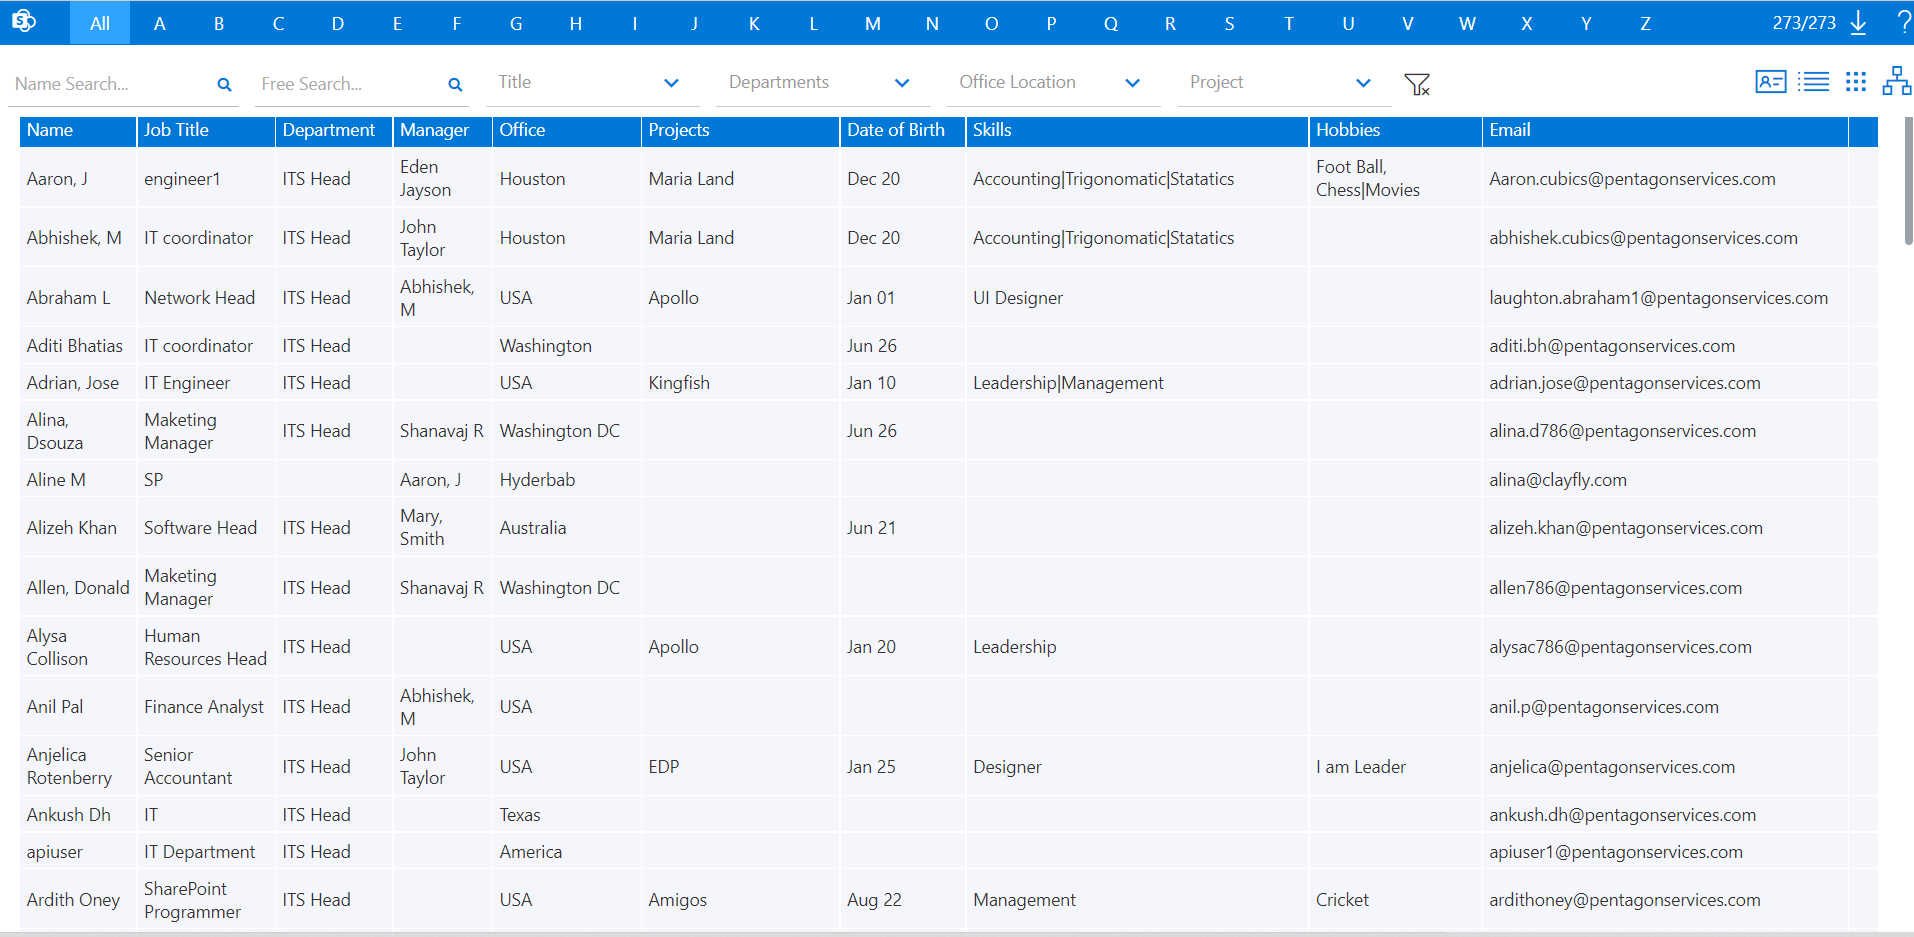 S All A B C D E F G H I J K L M N O P Q R S T U V W X Y Z 273/273 ?
Name Search... Free Search... Title Departments Office Location Project
Name Job Title Department Manager Office Projects Date of Birth Skills Hobbies Email
Aaron, J engineer1 ITS Head Eden Jayson Houston Maria Land Dec 20 Accounting|Trigonomatic|Statatics Foot Ball, Chess|Movies Aaron.cubics@pentagonservices.com
Abhishek, M IT coordinator ITS Head John Taylor Houston Maria Land Dec 20 Accounting|Trigonomatic|Statatics abhishek.cubics@pentagonservices.com
Abraham L Network Head ITS Head Abhishek, M USA Apollo Jan 01 UI Designer laughton.abraham1@pentagonservices.com
Aditi Bhatias IT coordinator ITS Head Washington Jun 26 aditi.bh@pentagonservices.com
Adrian, Jose IT Engineer ITS Head USA Kingfish Jan 10 Leadership|Management adrian.jose@pentagonservices.com
Alina, Dsouza Maketing Manager ITS Head Shanavaj R Washington DC Jun 26 alina.d786@pentagonservices.com
Aline M SP Aaron, J Hyderbab alina@clayfly.com
Alizeh Khan Software Head ITS Head Mary, Smith Australia Jun 21 alizeh.khan@pentagonservices.com
Allen, Donald Maketing Manager ITS Head Shanavaj R Washington DC allen786@pentagonservices.com
Alysa Collison Human Resources Head ITS Head USA Apollo Jan 20 Leadership alysac786@pentagonservices.com
Anil Pal Finance Analyst ITS Head Abhishek, M USA anil.p@pentagonservices.com
Anjelica Rotenberry Senior Accountant ITS Head John Taylor USA EDP Jan 25 Designer I am Leader anjelica@pentagonservices.com
Ankush Dh IT ITS Head Texas ankush.dh@pentagonservices.com
apiuser IT Department ITS Head America apiuser1@pentagonservices.com
Ardith Oney SharePoint Programmer ITS Head USA Amigos Aug 22 Management Cricket ardithoney@pentagonservices.com